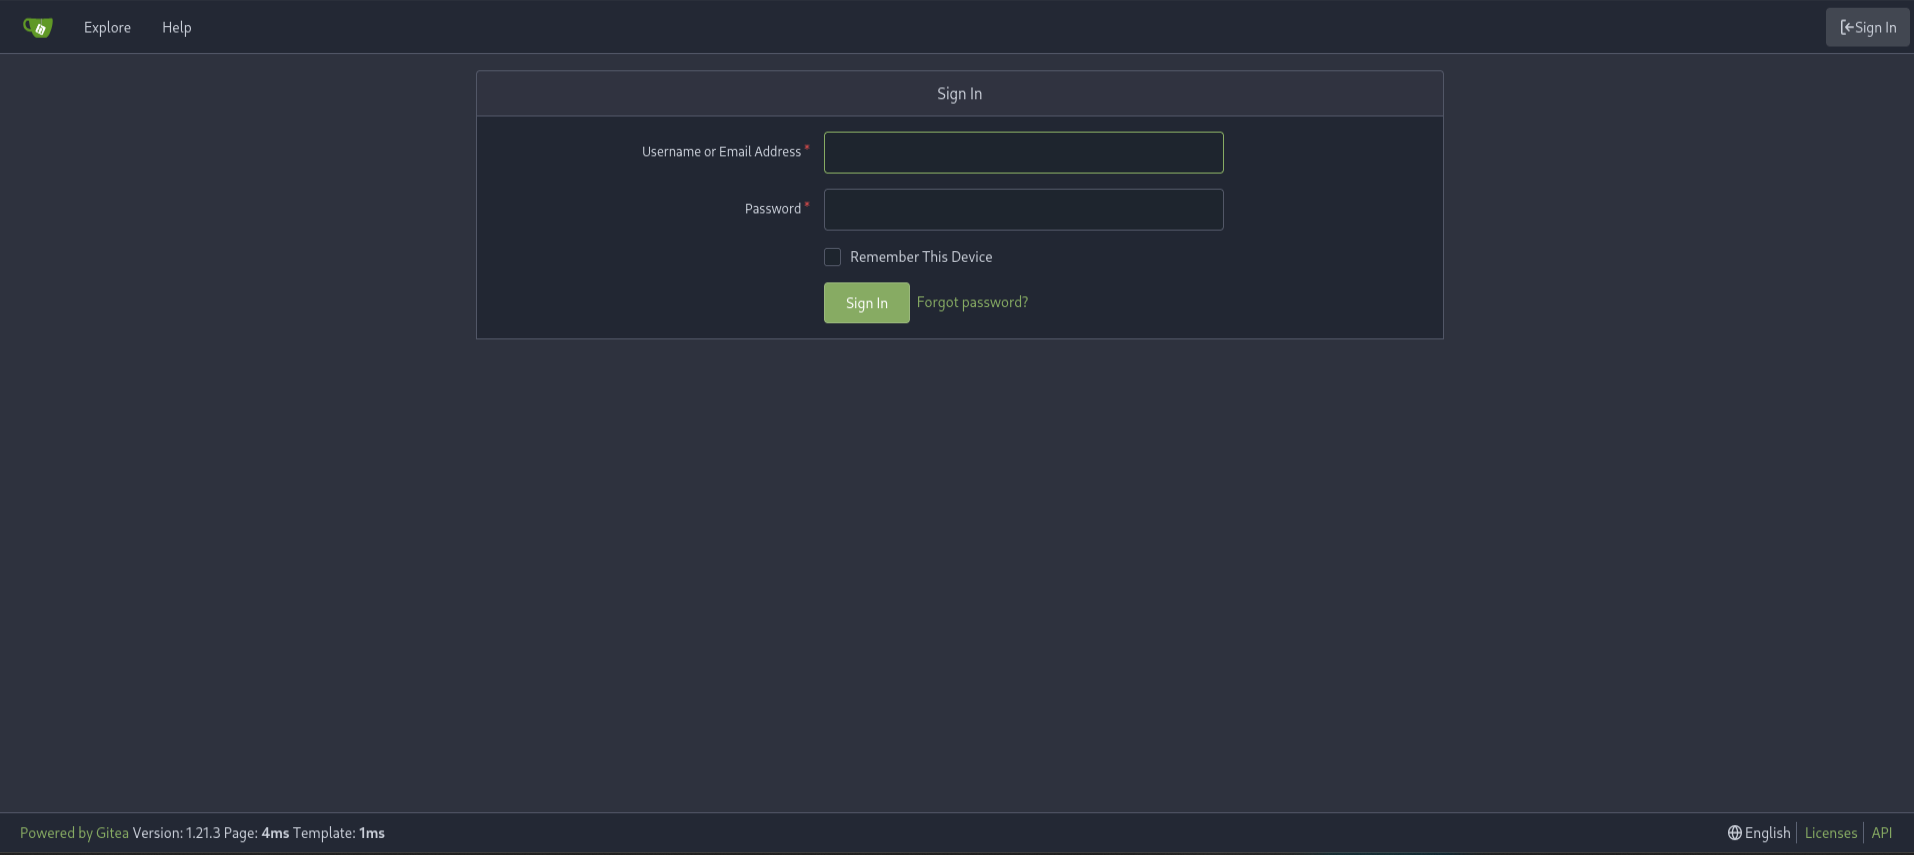 Explore Help Sign In
Sign In
Username or Email Address *
Password *
Remember This Device
Sign In Forgot password?
Powered by Gitea Version: 1.21.3 Page: 4ms Template: 1ms English Licenses API